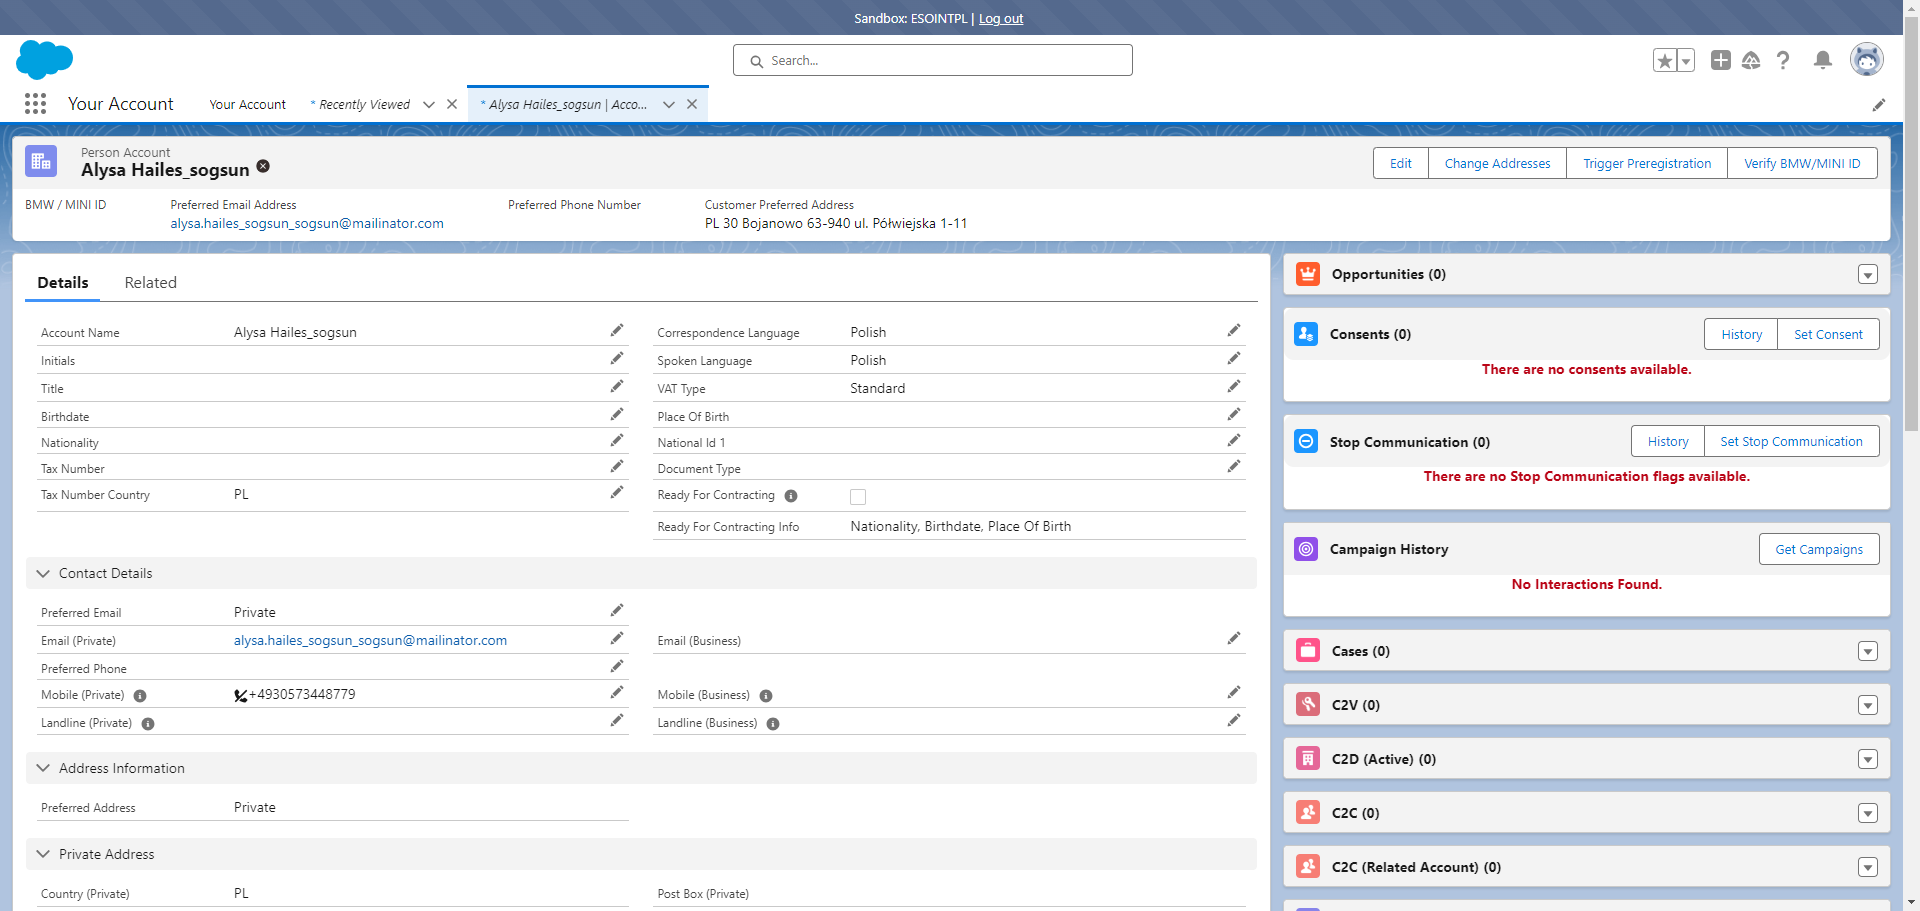 Sandbox: ESOINTPL | Log out
Search...
Your Account
Your Account
* Recently Viewed
* Alysa Hailes_sogsun | Acco...
Person Account
Alysa Hailes_sogsun
Edit
Change Addresses
Trigger Preregistration
Verify BMW/MINI ID
BMW / MINI ID
Preferred Email Address
alysa.hailes_sogsun_sogsun@mailinator.com
Preferred Phone Number
Customer Preferred Address
PL 30 Bojanowo 63-940 ul. Półwiejska 1-11
Details
Related
Account Name
Alysa Hailes_sogsun
Initials
Title
Birthdate
Nationality
Tax Number
Tax Number Country
PL
Correspondence Language
Polish
Spoken Language
Polish
VAT Type
Standard
Place Of Birth
National Id 1
Document Type
Ready For Contracting
Ready For Contracting Info
Nationality, Birthdate, Place Of Birth
Contact Details
Preferred Email
Private
Email (Private)
alysa.hailes_sogsun_sogsun@mailinator.com
Email (Business)
Preferred Phone
Mobile (Private)
+4930573448779
Mobile (Business)
Landline (Private)
Landline (Business)
Address Information
Preferred Address
Private
Private Address
Country (Private)
PL
Post Box (Private)
Opportunities (0)
Consents (0)
History
Set Consent
There are no consents available.
Stop Communication (0)
History
Set Stop Communication
There are no Stop Communication flags available.
Campaign History
Get Campaigns
No Interactions Found.
Cases (0)
C2V (0)
C2D (Active) (0)
C2C (0)
C2C (Related Account) (0)